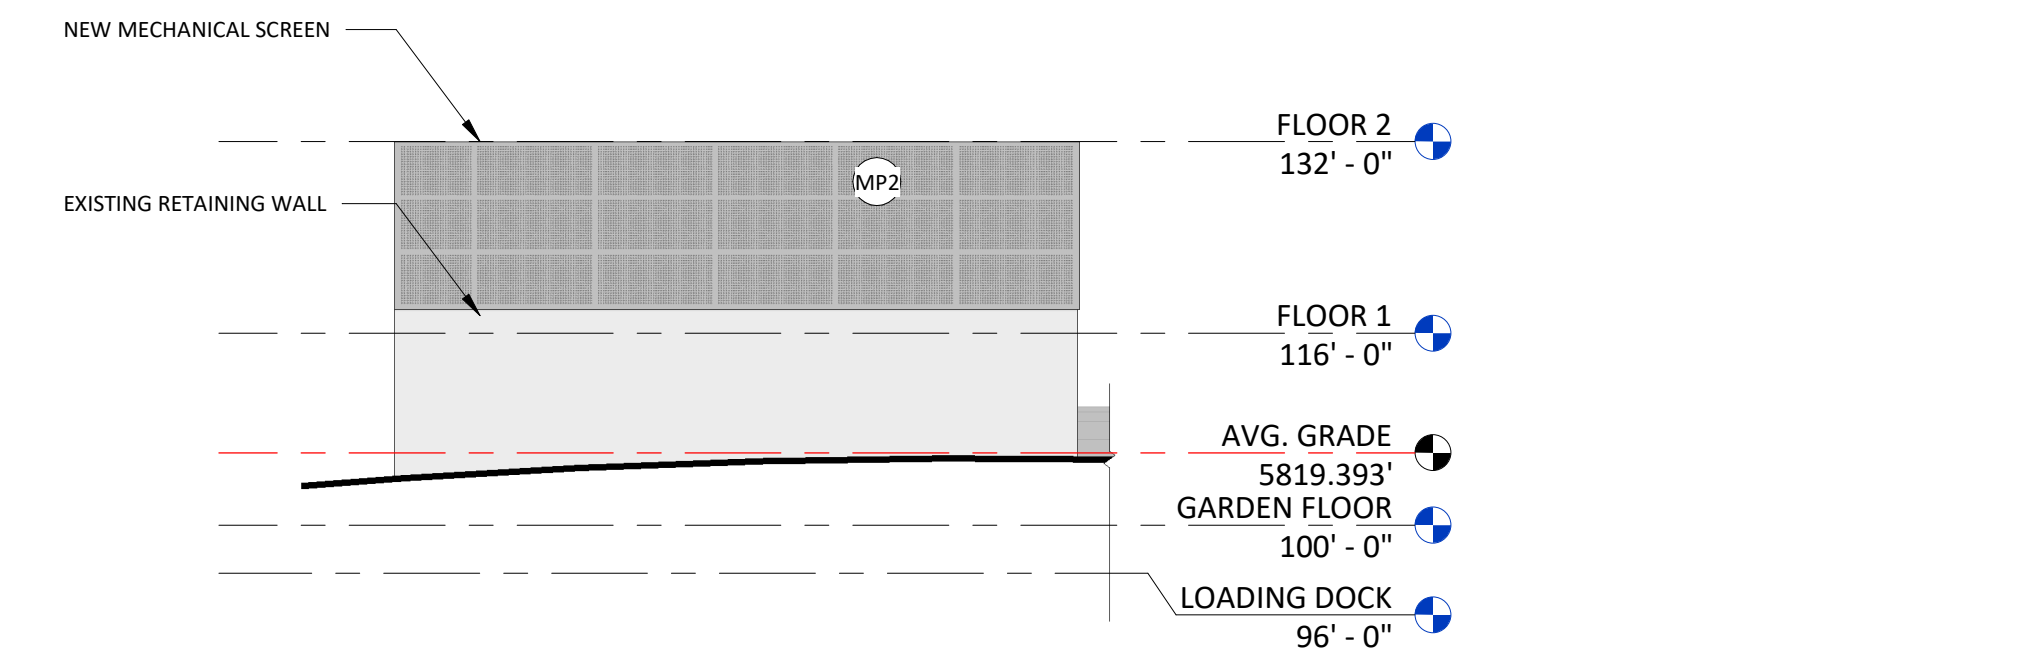 NEW MECHANICAL SCREEN
FLOOR 2
132' - 0"
MP2
EXISTING RETAINING WALL
FLOOR 1
116' - 0"
AVG. GRADE
5819.393'
GARDEN FLOOR
100' - 0"
LOADING DOCK
96' - 0"